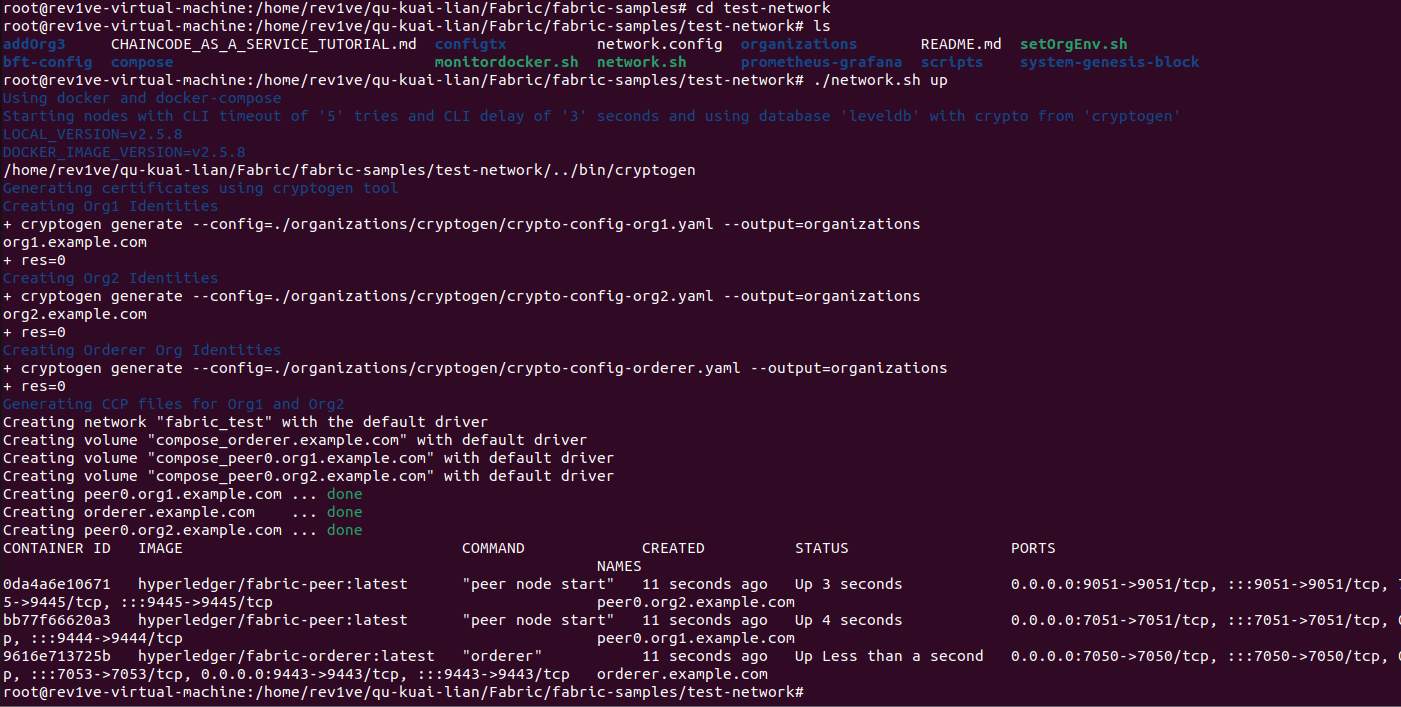 root@rev1ve-virtual-machine:/home/rev1ve/qu-kuai-lian/Fabric/fabric-samples# cd test-network
root@rev1ve-virtual-machine:/home/rev1ve/qu-kuai-lian/Fabric/fabric-samples/test-network# ls
addOrg3     CHAINCODE_AS_A_SERVICE_TUTORIAL.md  configtx          network.config  organizations       README.md  setOrgEnv.sh
bft-config  compose                             monitordocker.sh  network.sh      prometheus-grafana  scripts    system-genesis-block
root@rev1ve-virtual-machine:/home/rev1ve/qu-kuai-lian/Fabric/fabric-samples/test-network# ./network.sh up
Using docker and docker-compose
Starting nodes with CLI timeout of '5' tries and CLI delay of '3' seconds and using database 'leveldb' with crypto from 'cryptogen'
LOCAL_VERSION=v2.5.8
DOCKER_IMAGE_VERSION=v2.5.8
/home/rev1ve/qu-kuai-lian/Fabric/fabric-samples/test-network/../bin/cryptogen
Generating certificates using cryptogen tool
Creating Org1 Identities
+ cryptogen generate --config=./organizations/cryptogen/crypto-config-org1.yaml --output=organizations
org1.example.com
+ res=0
Creating Org2 Identities
+ cryptogen generate --config=./organizations/cryptogen/crypto-config-org2.yaml --output=organizations
org2.example.com
+ res=0
Creating Orderer Org Identities
+ cryptogen generate --config=./organizations/cryptogen/crypto-config-orderer.yaml --output=organizations
+ res=0
Generating CCP files for Org1 and Org2
Creating network "fabric_test" with the default driver
Creating volume "compose_orderer.example.com" with default driver
Creating volume "compose_peer0.org1.example.com" with default driver
Creating volume "compose_peer0.org2.example.com" with default driver
Creating peer0.org1.example.com ... done
Creating orderer.example.com    ... done
Creating peer0.org2.example.com ... done
CONTAINER ID   IMAGE                               COMMAND             CREATED          STATUS                  PORTS
NAMES
0da4a6e10671   hyperledger/fabric-peer:latest      "peer node start"   11 seconds ago   Up 3 seconds            0.0.0.0:9051->9051/tcp, :::9051->9051/tcp,
5->9445/tcp, :::9445->9445/tcp                                    peer0.org2.example.com
bb77f66620a3   hyperledger/fabric-peer:latest      "peer node start"   11 seconds ago   Up 4 seconds            0.0.0.0:7051->7051/tcp, :::7051->7051/tcp,
p, :::9444->9444/tcp                                              peer0.org1.example.com
9616e713725b   hyperledger/fabric-orderer:latest   "orderer"           11 seconds ago   Up Less than a second   0.0.0.0:7050->7050/tcp, :::7050->7050/tcp,
p, :::7053->7053/tcp, 0.0.0.0:9443->9443/tcp, :::9443->9443/tcp   orderer.example.com
root@rev1ve-virtual-machine:/home/rev1ve/qu-kuai-lian/Fabric/fabric-samples/test-network#